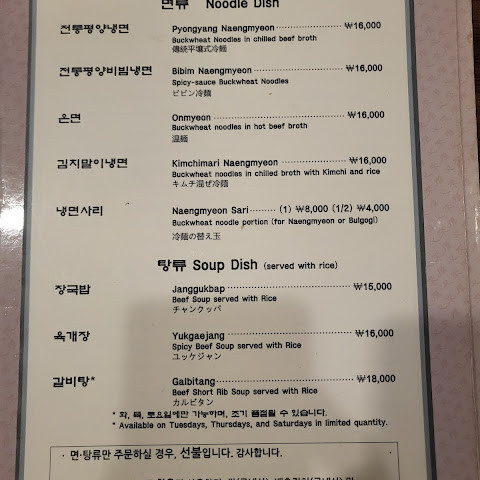 면류 Noodle Dish
전통평양냉면 Pyongyang Naengmyeon ₩16,000
Buckwheat Noodles in chilled beef broth
傳統平壤式冷麺
전통평양비빔냉면 Bibim Naengmyeon ₩16,000
Spicy-sauce Buckwheat Noodles
ビビン冷麺
온면 Onmyeon ₩16,000
Buckwheat noodles in hot beef broth
温麺
김치말이냉면 Kimchimari Naengmyeon ₩16,000
Buckwheat noodles in chilled broth with Kimchi and rice
キムチ混ぜ冷麺
냉면사리 Naengmyeon Sari (1) ₩8,000 (1/2) ₩4,000
Buckwheat noodle portion (for Naengmyeon or Bulgogi)
冷麺の替え玉
탕류 Soup Dish (served with rice)
장국밥 Janggukbap ₩15,000
Beef Soup served with Rice
チャンクッパ
육개장 Yukgaejang ₩16,000
Spicy Beef Soup served with Rice
ユッケジャン
갈비탕* Galbitang ₩18,000
Beef Short Rib Soup served with Rice
カルビタン
* 화, 목, 토요일에만 가능하며, 조기 품절될 수 있습니다.
* Available on Tuesdays, Thursdays, and Saturdays in limited quantity.
· 면·탕류만 주문하실 경우, 선불입니다. 감사합니다.